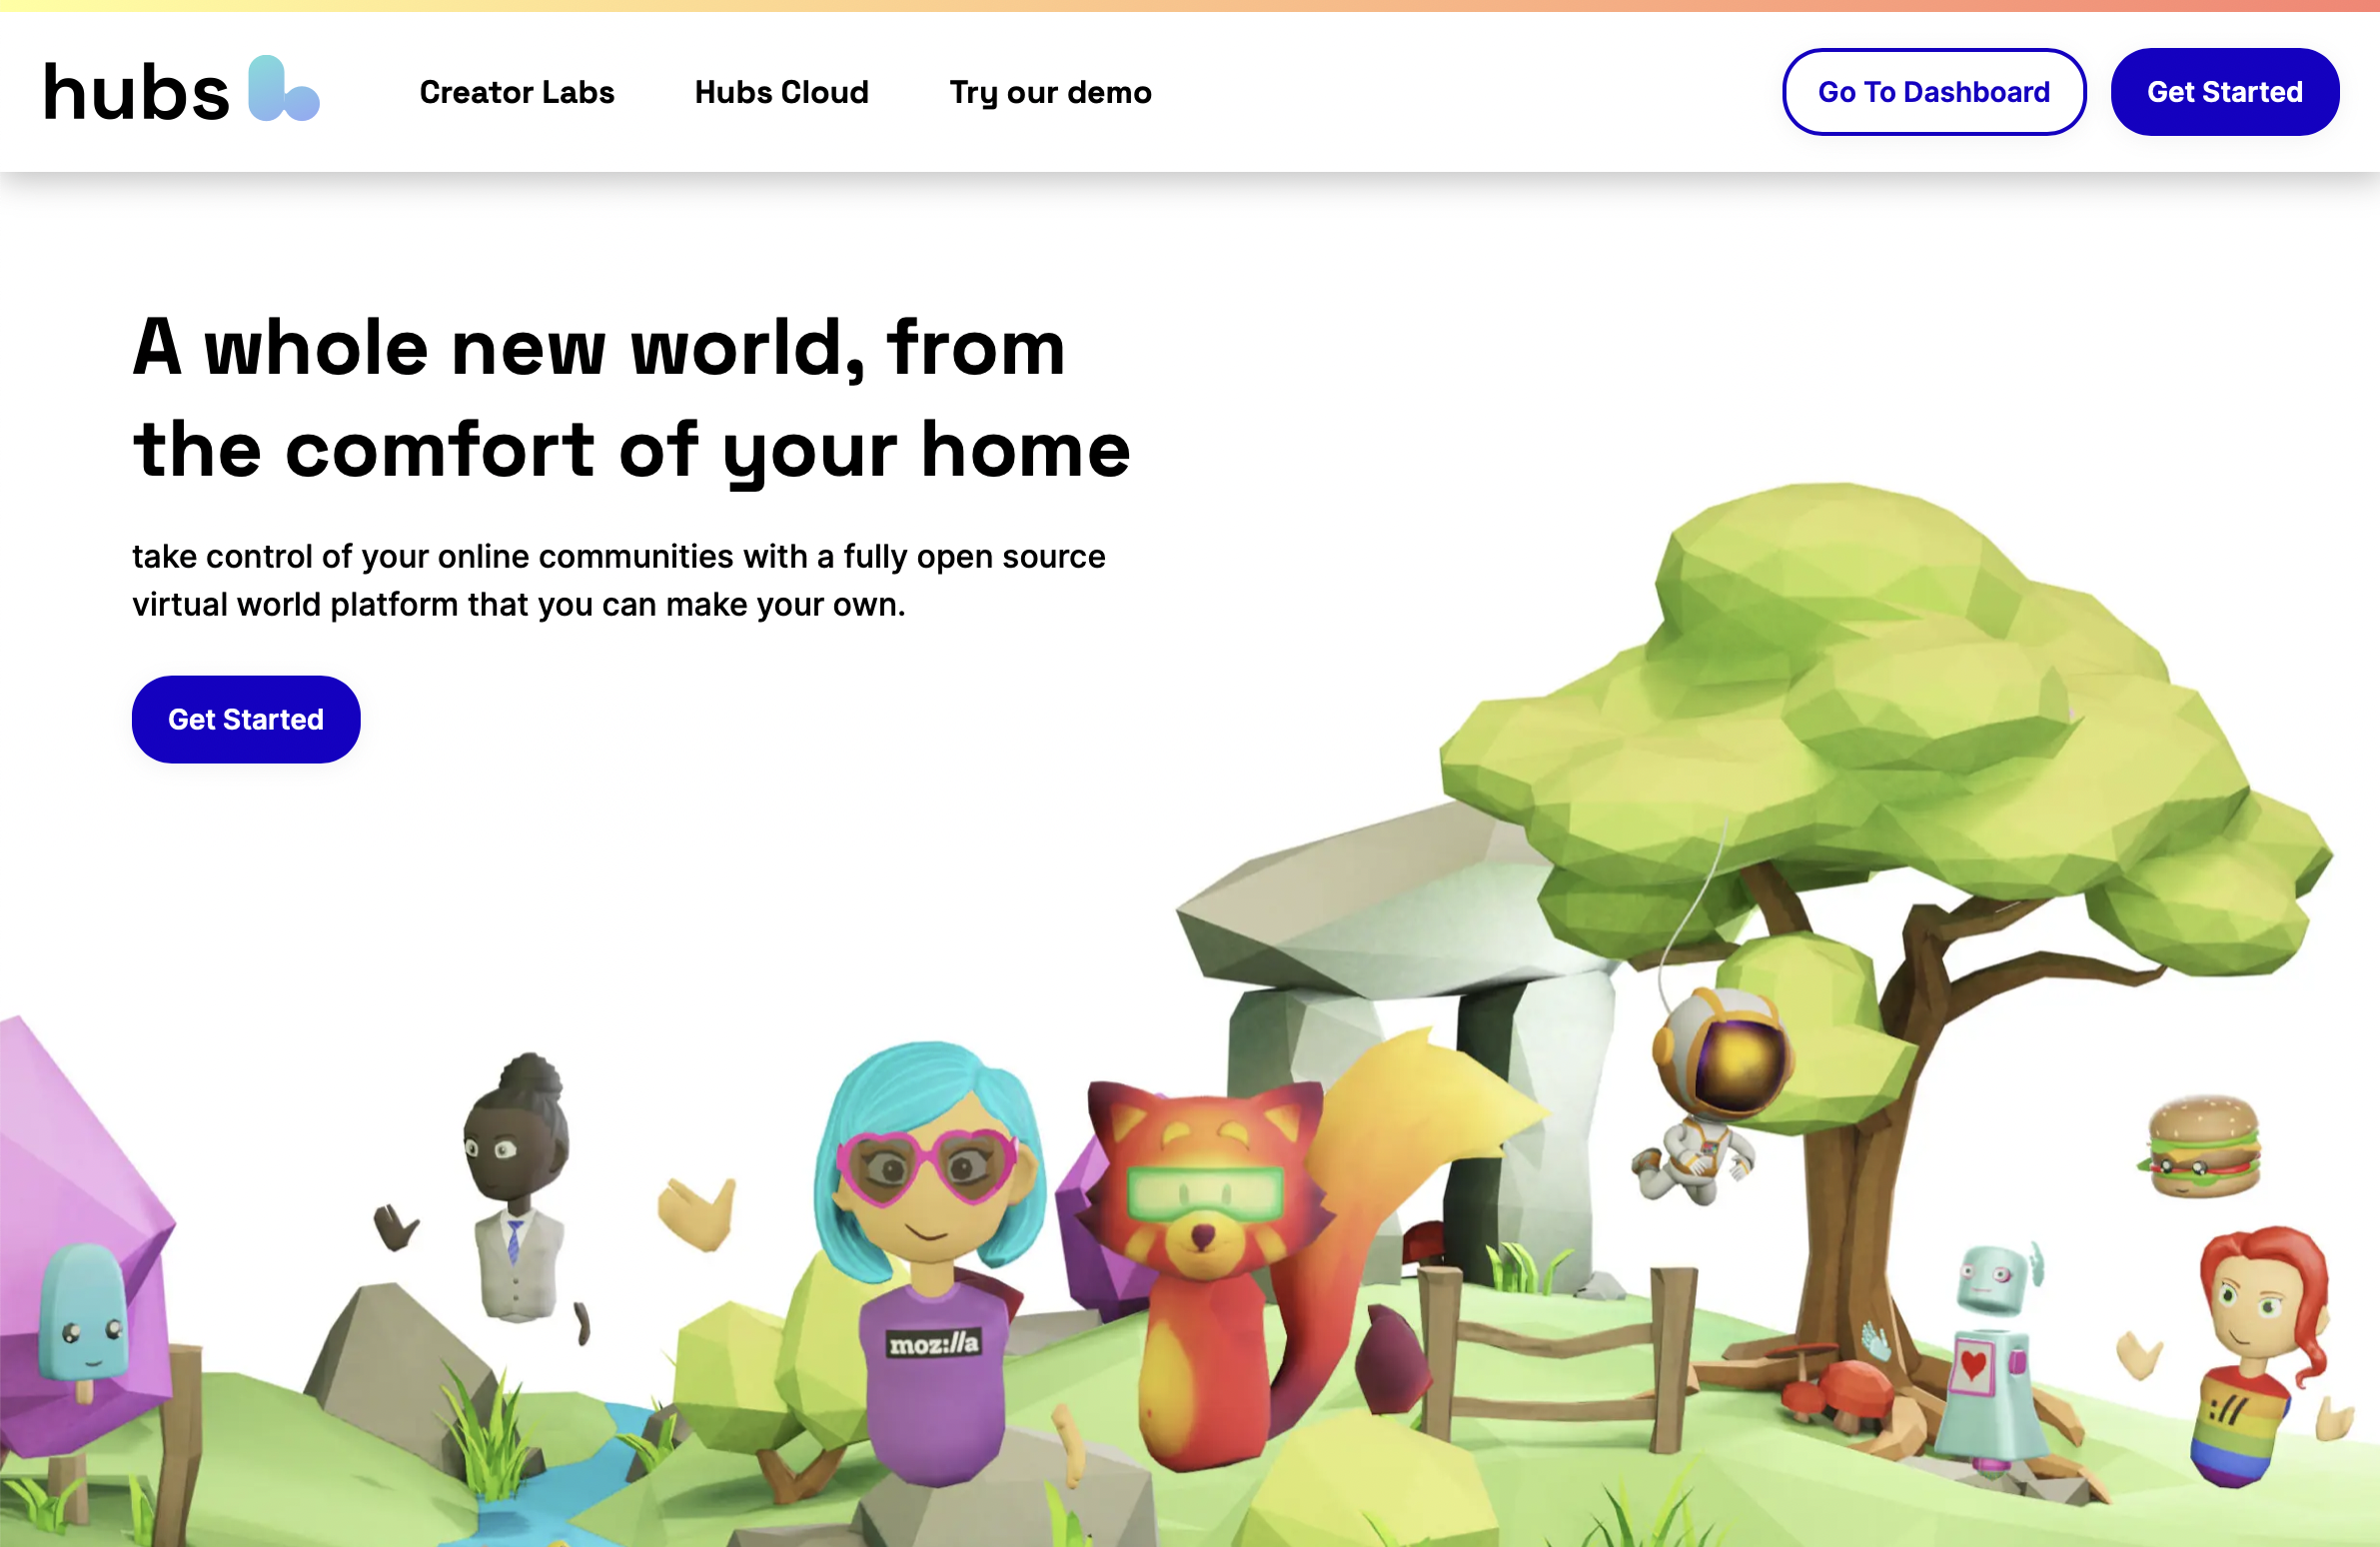 hubs
Creator Labs
Hubs Cloud
Try our demo
Go To Dashboard
Get Started
A whole new world, from
the comfort of your home
take control of your online communities with a fully open source
virtual world platform that you can make your own.
Get Started
moz://a
://